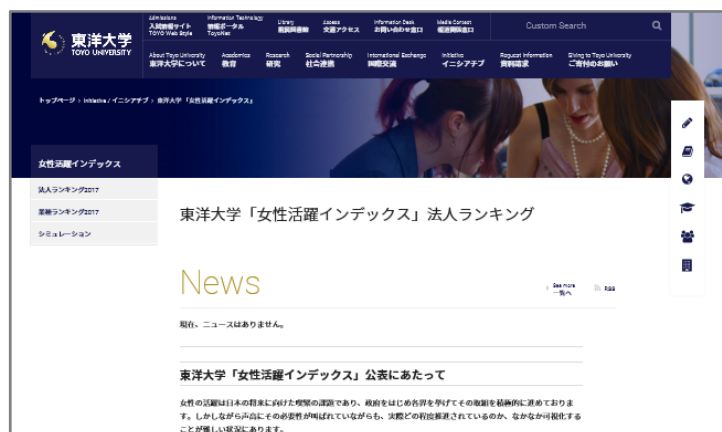 東洋大学
TOYO UNIVERSITY
Admissions
入試情報サイト
TOYO Web Style
Information Technology
情報ポータル
ToyoNet
Library
図書館
Access
交通アクセス
Information Desk
お問い合わせ窓口
Media Contact
報道関係窓口
Custom Search
About Toyo University
東洋大学について
Academics
教育
Research
研究
Social Partnership
社会連携
International Exchange
国際交流
Initiative
イニシアチブ
Request Information
資料請求
Giving to Toyo University
ご寄付のお願い
トップページ › Initiative / イニシアチブ › 東洋大学「女性活躍インデックス」
女性活躍インデックス
法人ランキング2017
業種ランキング2017
シミュレーション
東洋大学「女性活躍インデックス」法人ランキング
News
See more
一覧へ
RSS
現在、ニュースはありません。
東洋大学「女性活躍インデックス」公表にあたって
女性の活躍は日本の将来に向けた喫緊の課題であり、政府をはじめ各界を挙げてその取組を積極的に進めておりま
す。しかしながら声高にその必要性が叫ばれていながらも、実際どの程度推進されているのか、なかなか可視化する
ことが難しい状況にあります。